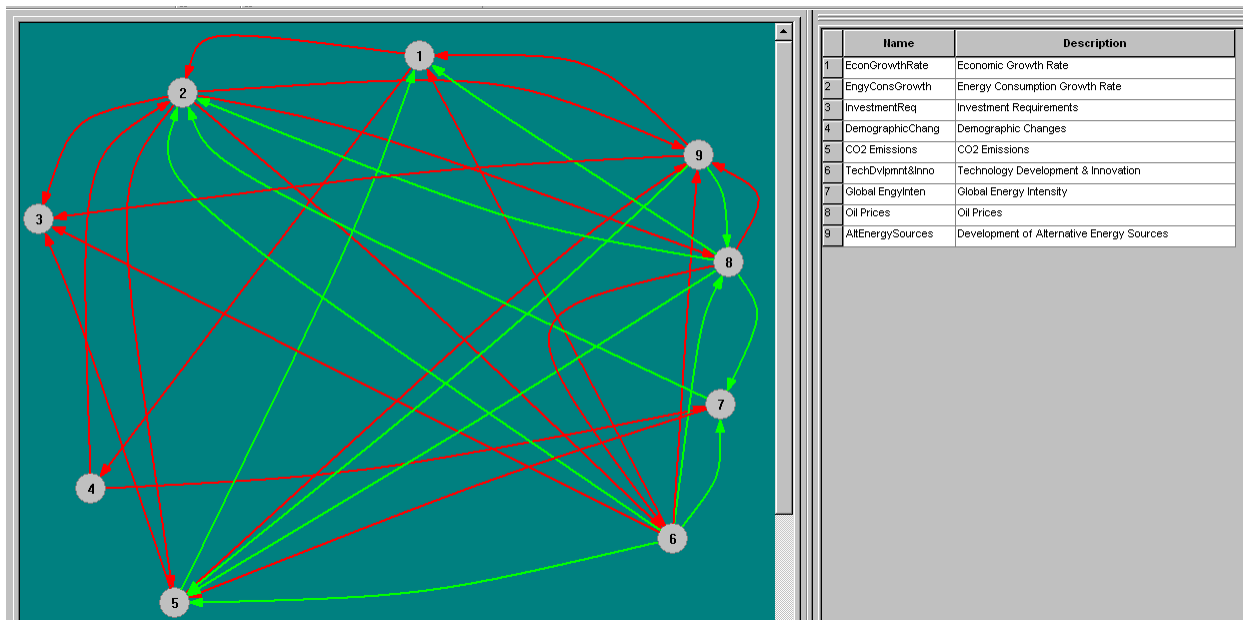 1
2
9
3
8
7
4
6
5
Name Description
1 EconGrowthRate Economic Growth Rate
2 EngyConsGrowth Energy Consumption Growth Rate
3 InvestmentReq Investment Requirements
4 DemographicChang Demographic Changes
5 CO2 Emissions CO2 Emissions
6 TechDvlpmnt&Inno Technology Development & Innovation
7 Global EngyInten Global Energy Intensity
8 Oil Prices Oil Prices
9 AltEnergySources Development of Alternative Energy Sources